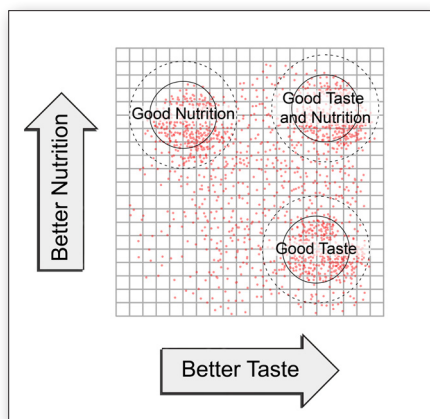 Good Nutrition
Good Taste
and Nutrition
Good Taste
Better Nutrition
Better Taste